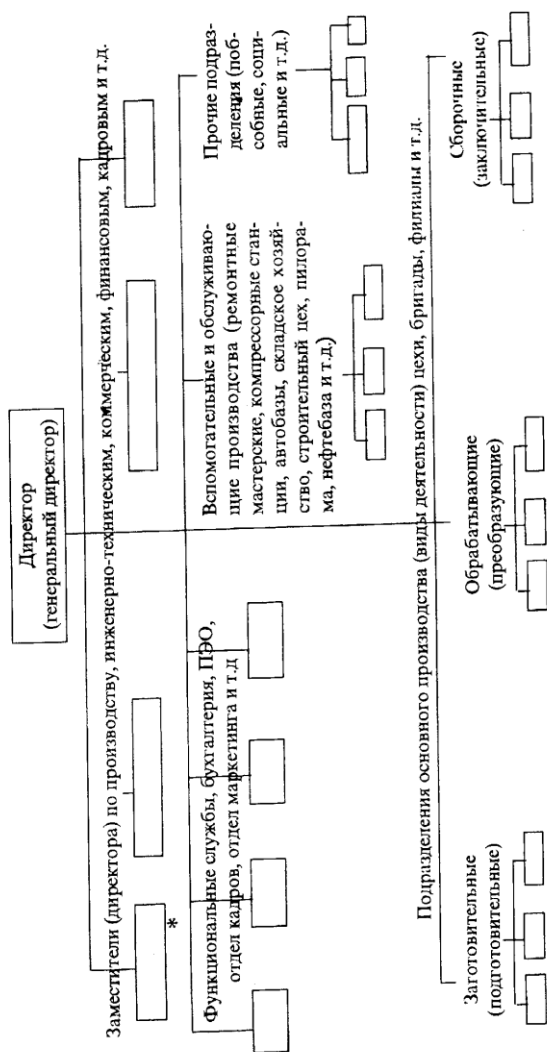 Директор
(генеральный директор)
Заместители (директора) по производству, инженерно-техническим, коммерческим, финансовым, кадровым и т.д.
*
Функциональные службы, бухгалтерия, ПЭО,
отдел кадров, отдел маркетинга и т.д
Вспомогательные и обслуживаю-
щие производства (ремонтные
мастерские, компрессорные стан-
ции, автобазы, складское хозяй-
ство, строительный цех, пилора-
ма, нефтебаза и т.д.)
Прочие подраз-
деления (поб-
собные, соци-
альные и т.д.)
Подразделения основного производства (виды деятельности) цехи, бригады, филиалы и т.д.
Заготовительные
(подготовительные)
Обрабатывающие
(преобразующие)
Сборочные
(заключительные)